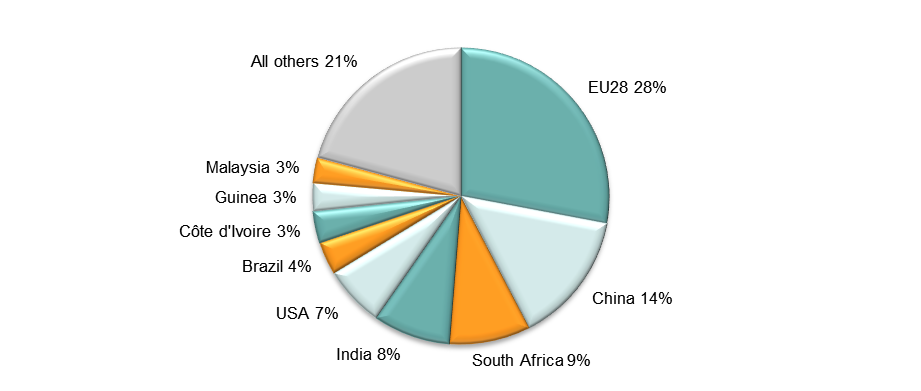 All others 21%
EU28 28%
Malaysia 3%
Guinea 3%
Côte d'Ivoire 3%
Brazil 4%
China 14%
USA 7%
India 8%
South Africa 9%